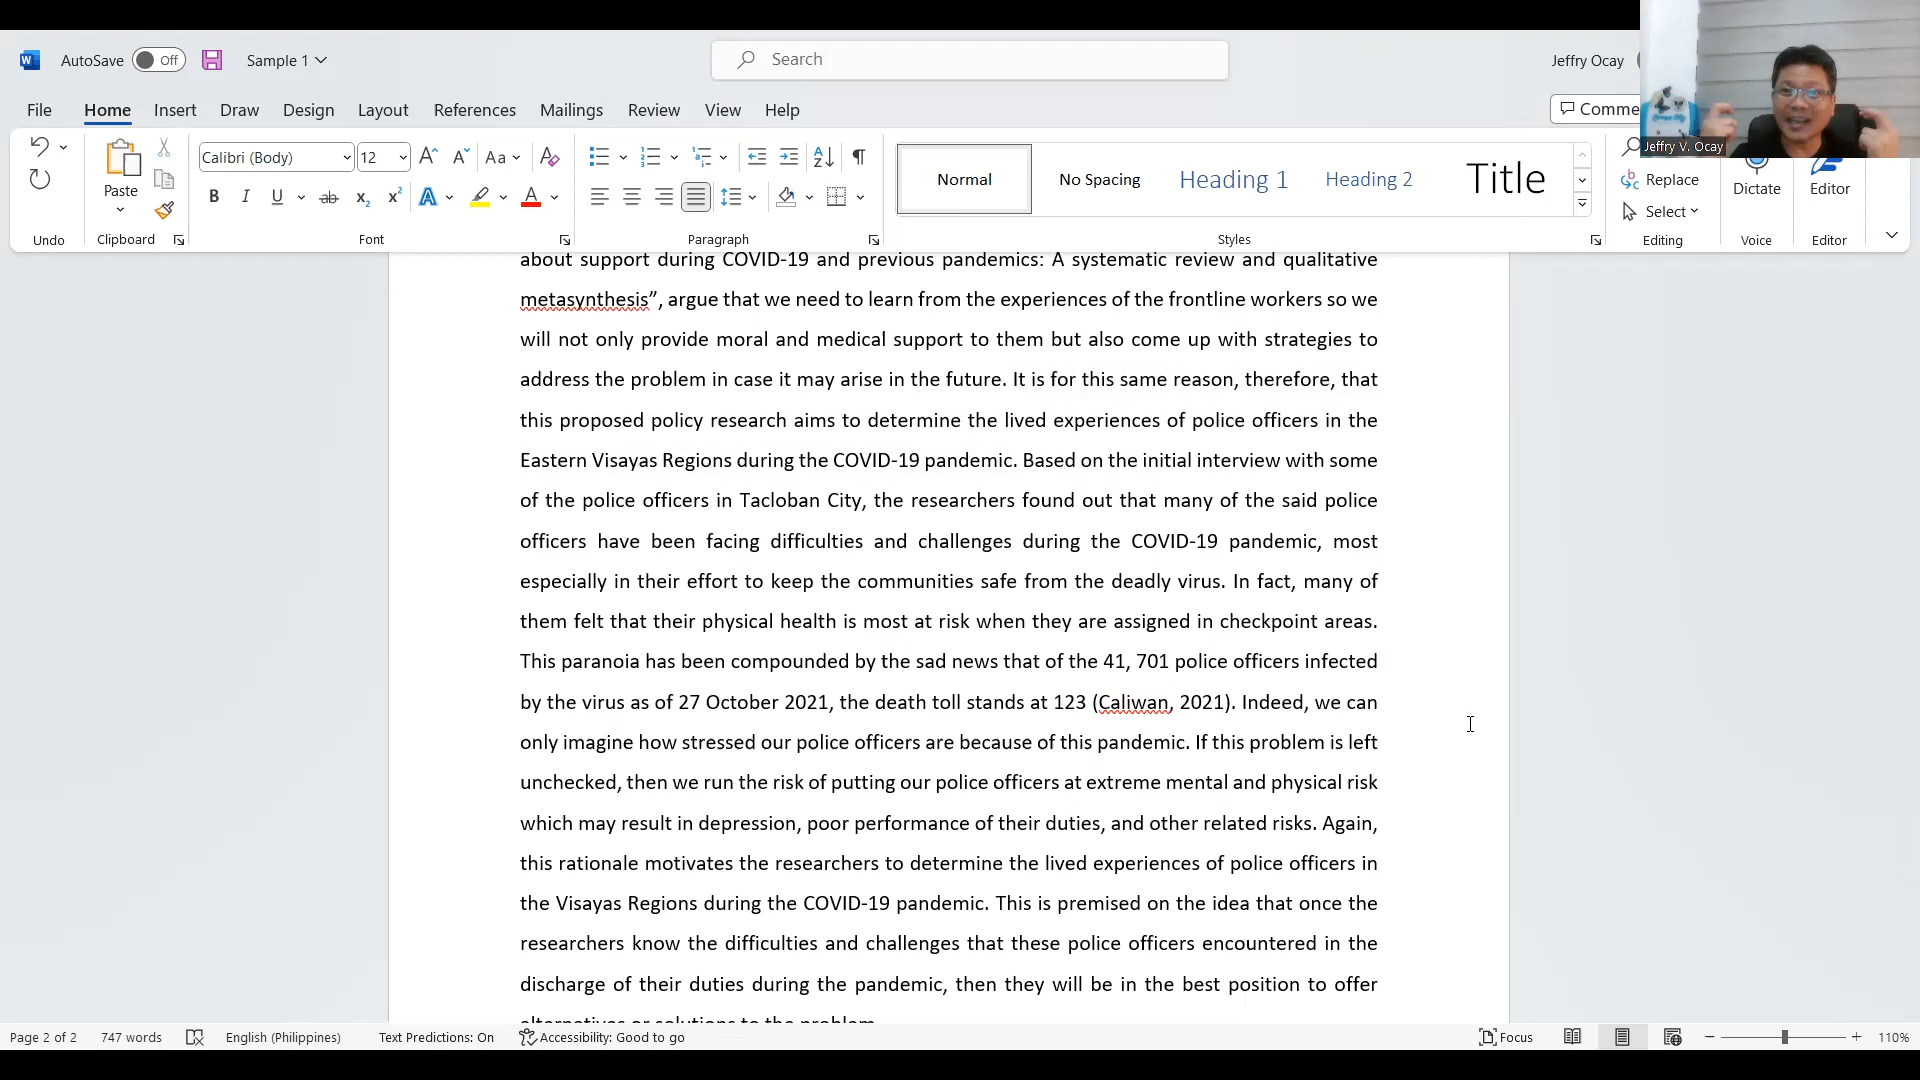 AutoSave Off Sample 1 Search Jeffry Ocay
File Home Insert Draw Design Layout References Mailings Review View Help Comme
Jeffry V. Ocay
Calibri (Body) 12 Aa
Paste
Normal No Spacing Heading 1 Heading 2 Title
Replace
Select
Dictate Editor
Undo Clipboard Font Paragraph Styles Editing Voice Editor
about support during COVID-19 and previous pandemics: A systematic review and qualitative
metasynthesis”, argue that we need to learn from the experiences of the frontline workers so we
will not only provide moral and medical support to them but also come up with strategies to
address the problem in case it may arise in the future. It is for this same reason, therefore, that
this proposed policy research aims to determine the lived experiences of police officers in the
Eastern Visayas Regions during the COVID-19 pandemic. Based on the initial interview with some
of the police officers in Tacloban City, the researchers found out that many of the said police
officers have been facing difficulties and challenges during the COVID-19 pandemic, most
especially in their effort to keep the communities safe from the deadly virus. In fact, many of
them felt that their physical health is most at risk when they are assigned in checkpoint areas.
This paranoia has been compounded by the sad news that of the 41, 701 police officers infected
by the virus as of 27 October 2021, the death toll stands at 123 (Caliwan, 2021). Indeed, we can
only imagine how stressed our police officers are because of this pandemic. If this problem is left
unchecked, then we run the risk of putting our police officers at extreme mental and physical risk
which may result in depression, poor performance of their duties, and other related risks. Again,
this rationale motivates the researchers to determine the lived experiences of police officers in
the Visayas Regions during the COVID-19 pandemic. This is premised on the idea that once the
researchers know the difficulties and challenges that these police officers encountered in the
discharge of their duties during the pandemic, then they will be in the best position to offer
alternatives or solutions to the problem.
Page 2 of 2 747 words English (Philippines) Text Predictions: On Accessibility: Good to go Focus 110%